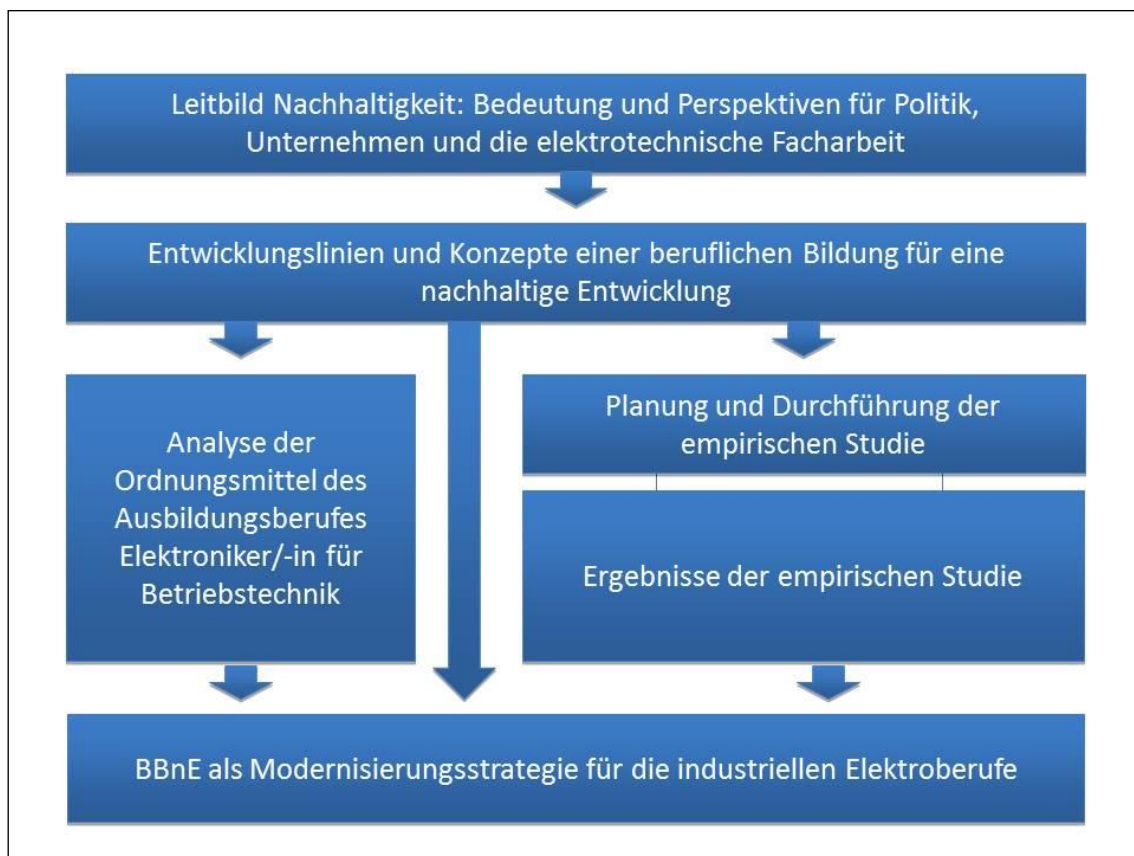 Leitbild Nachhaltigkeit: Bedeutung und Perspektiven für Politik,
Unternehmen und die elektrotechnische Facharbeit
Entwicklungslinien und Konzepte einer beruflichen Bildung für eine
nachhaltige Entwicklung
Analyse der
Ordnungsmittel des
Ausbildungsberufes
Elektroniker/-in für
Betriebstechnik
Planung und Durchführung der
empirischen Studie
Ergebnisse der empirischen Studie
BBnE als Modernisierungsstrategie für die industriellen Elektroberufe